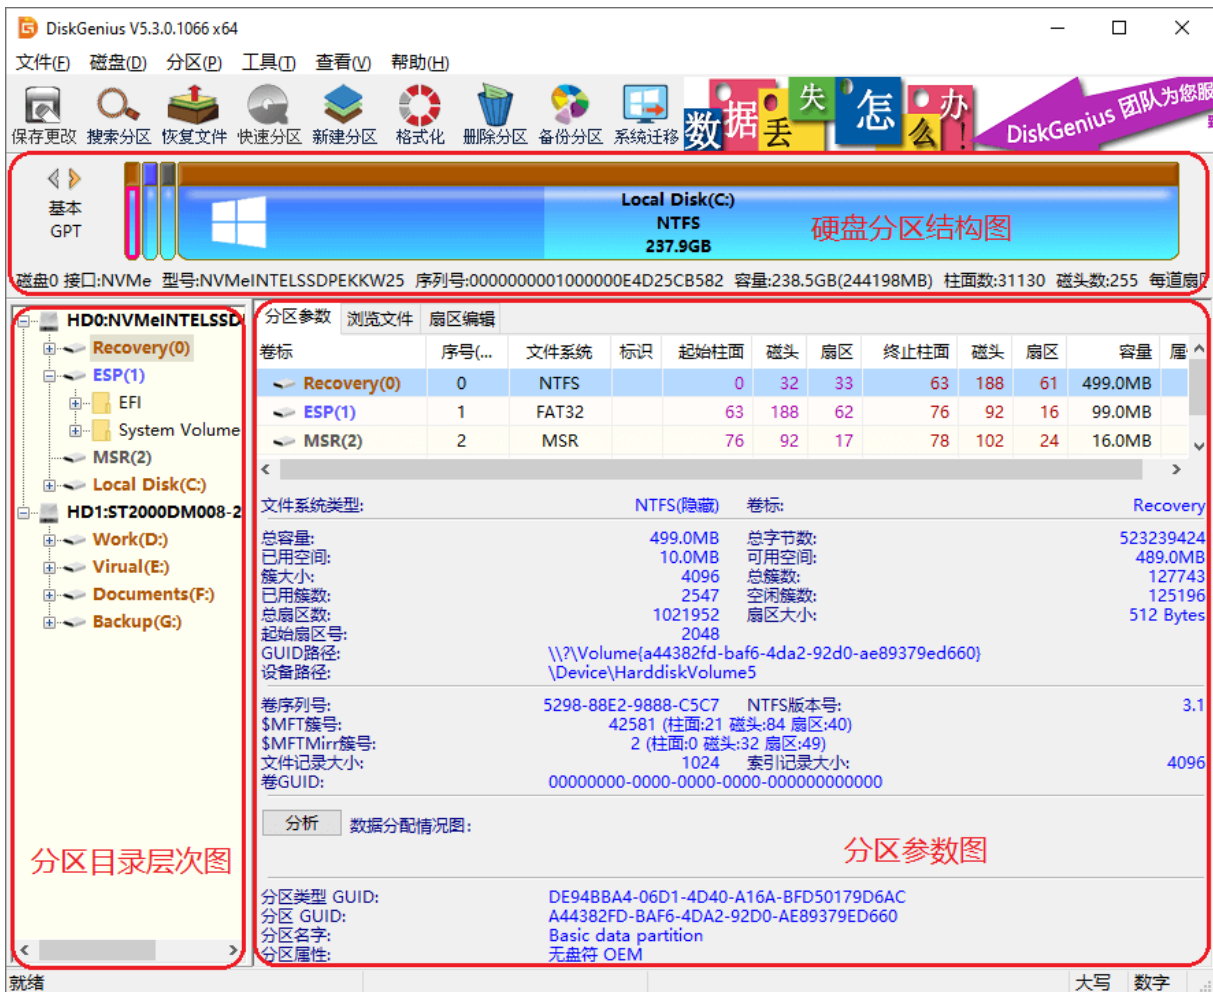 DiskGenius V5.3.0.1066 x64
文件(F) 磁盘(D) 分区(P) 工具(T) 查看(V) 帮助(H)
保存更改 搜索分区 恢复文件 快速分区 新建分区 格式化 删除分区 备份分区 系统迁移
数据丢失怎么办!
DiskGenius 团队为您服
基本
GPT
Local Disk(C:)
NTFS
237.9GB
硬盘分区结构图
磁盘0 接口:NVMe 型号:NVMeINTELSSDPEKKW25 序列号:0000000001000000E4D25CB582 容量:238.5GB(244198MB) 柱面数:31130 磁头数:255 每道扇区
HD0:NVMeINTELSSD
Recovery(0)
ESP(1)
EFI
System Volume
MSR(2)
Local Disk(C:)
HD1:ST2000DM008-2
Work(D:)
Virual(E:)
Documents(F:)
Backup(G:)
分区目录层次图
分区参数 浏览文件 扇区编辑
卷标 序号(... 文件系统 标识 起始柱面 磁头 扇区 终止柱面 磁头 扇区 容量 属
Recovery(0) 0 NTFS 0 32 33 63 188 61 499.0MB
ESP(1) 1 FAT32 63 188 62 76 92 16 99.0MB
MSR(2) 2 MSR 76 92 17 78 102 24 16.0MB
文件系统类型: NTFS(隐藏) 卷标: Recovery
总容量: 499.0MB 总字节数: 523239424
已用空间: 10.0MB 可用空间: 489.0MB
簇大小: 4096 总簇数: 127743
已用簇数: 2547 空闲簇数: 125196
总扇区数: 1021952 扇区大小: 512 Bytes
起始扇区号: 2048
GUID路径: \\?\Volume{a44382fd-baf6-4da2-92d0-ae89379ed660}
设备路径: \Device\HarddiskVolume5
卷序列号: 5298-88E2-9888-C5C7 NTFS版本号: 3.1
$MFT簇号: 42581 (柱面:21 磁头:84 扇区:40)
$MFTMirr簇号: 2 (柱面:0 磁头:32 扇区:49)
文件记录大小: 1024 索引记录大小: 4096
卷GUID: 00000000-0000-0000-0000-000000000000
分析 数据分配情况图:
分区参数图
分区类型 GUID: DE94BBA4-06D1-4D40-A16A-BFD50179D6AC
分区 GUID: A44382FD-BAF6-4DA2-92D0-AE89379ED660
分区名字: Basic data partition
分区属性: 无盘符 OEM
就绪 大写 数字